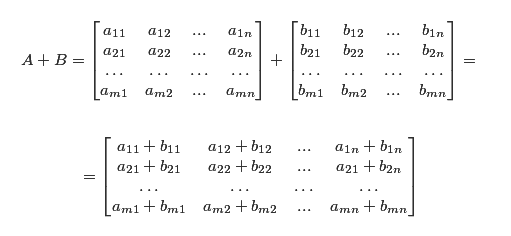 A + B = [a₁₁ a₁₂ ... a₁ₙ] + [b₁₁ b₁₂ ... b₁ₙ] =
[a₂₁ a₂₂ ... a₂ₙ] [b₂₁ b₂₂ ... b₂ₙ]
[... ... ... ...] [... ... ... ...]
[aₘ₁ aₘ₂ ... aₘₙ] [bₘ₁ bₘ₂ ... bₘₙ]
= [a₁₁ + b₁₁ a₁₂ + b₁₂ ... a₁ₙ + b₁ₙ]
[a₂₁ + b₂₁ a₂₂ + b₂₂ ... a₂₁ + b₂ₙ]
[... ... ... ...]
[aₘ₁ + bₘ₁ aₘ₂ + bₘ₂ ... aₘₙ + bₘₙ]